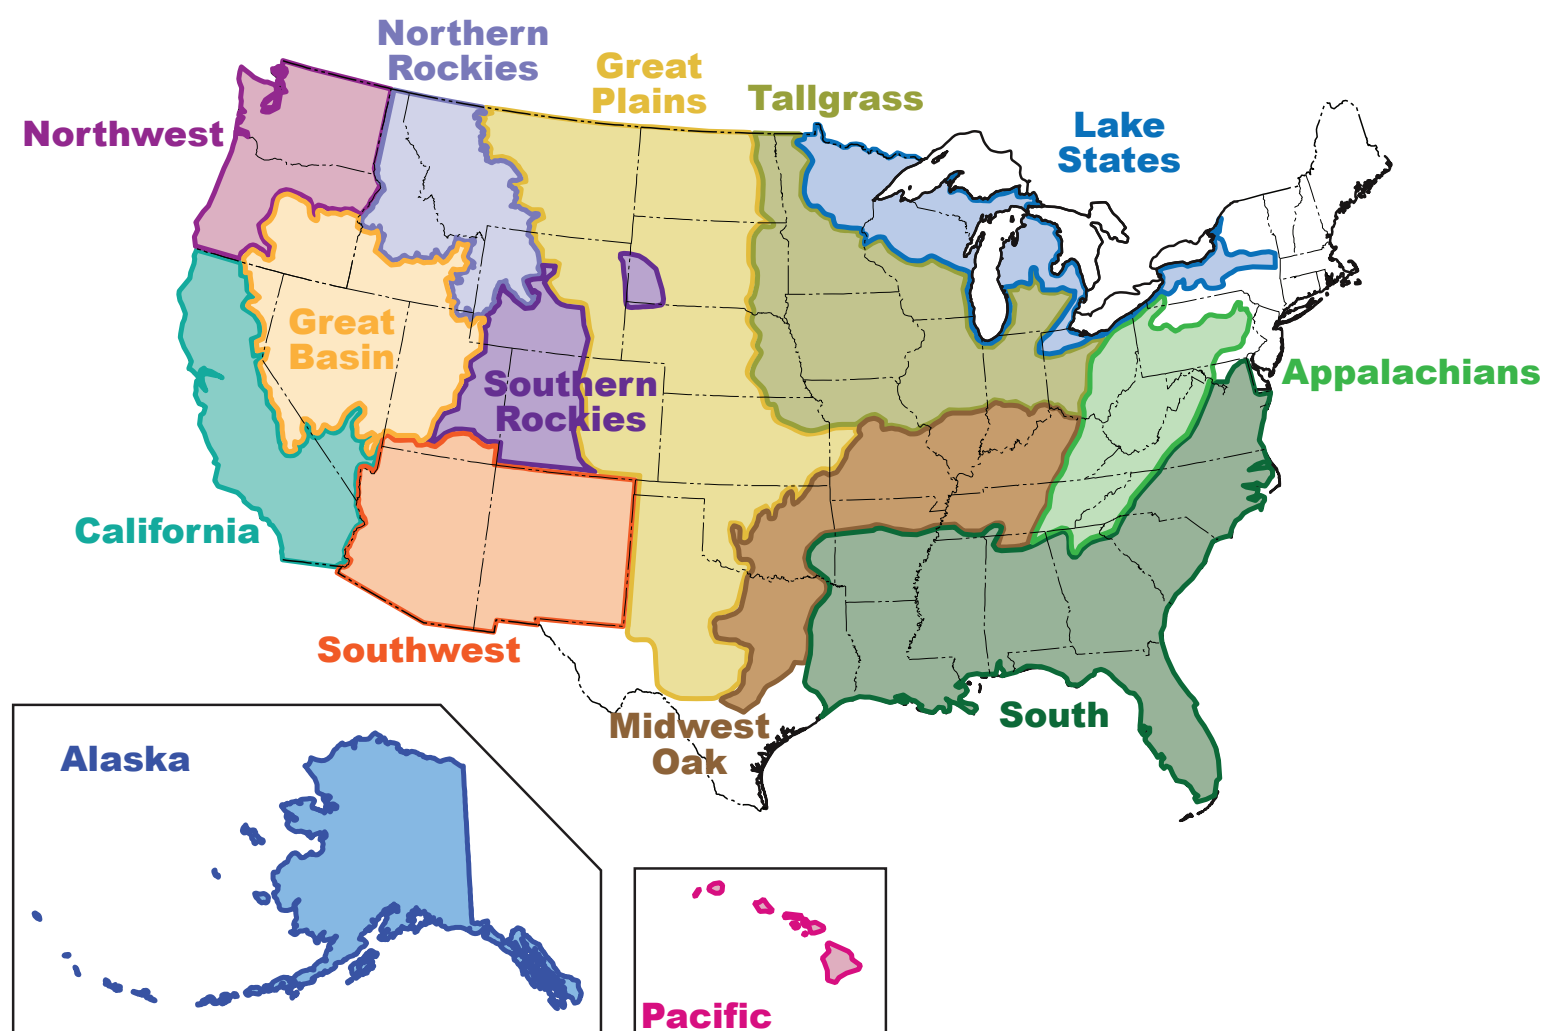 Northern
Rockies
Great
Plains
Tallgrass
Lake
States
Northwest
Great
Basin
Southern
Rockies
Appalachians
California
Southwest
South
Midwest
Oak
Alaska
Pacific